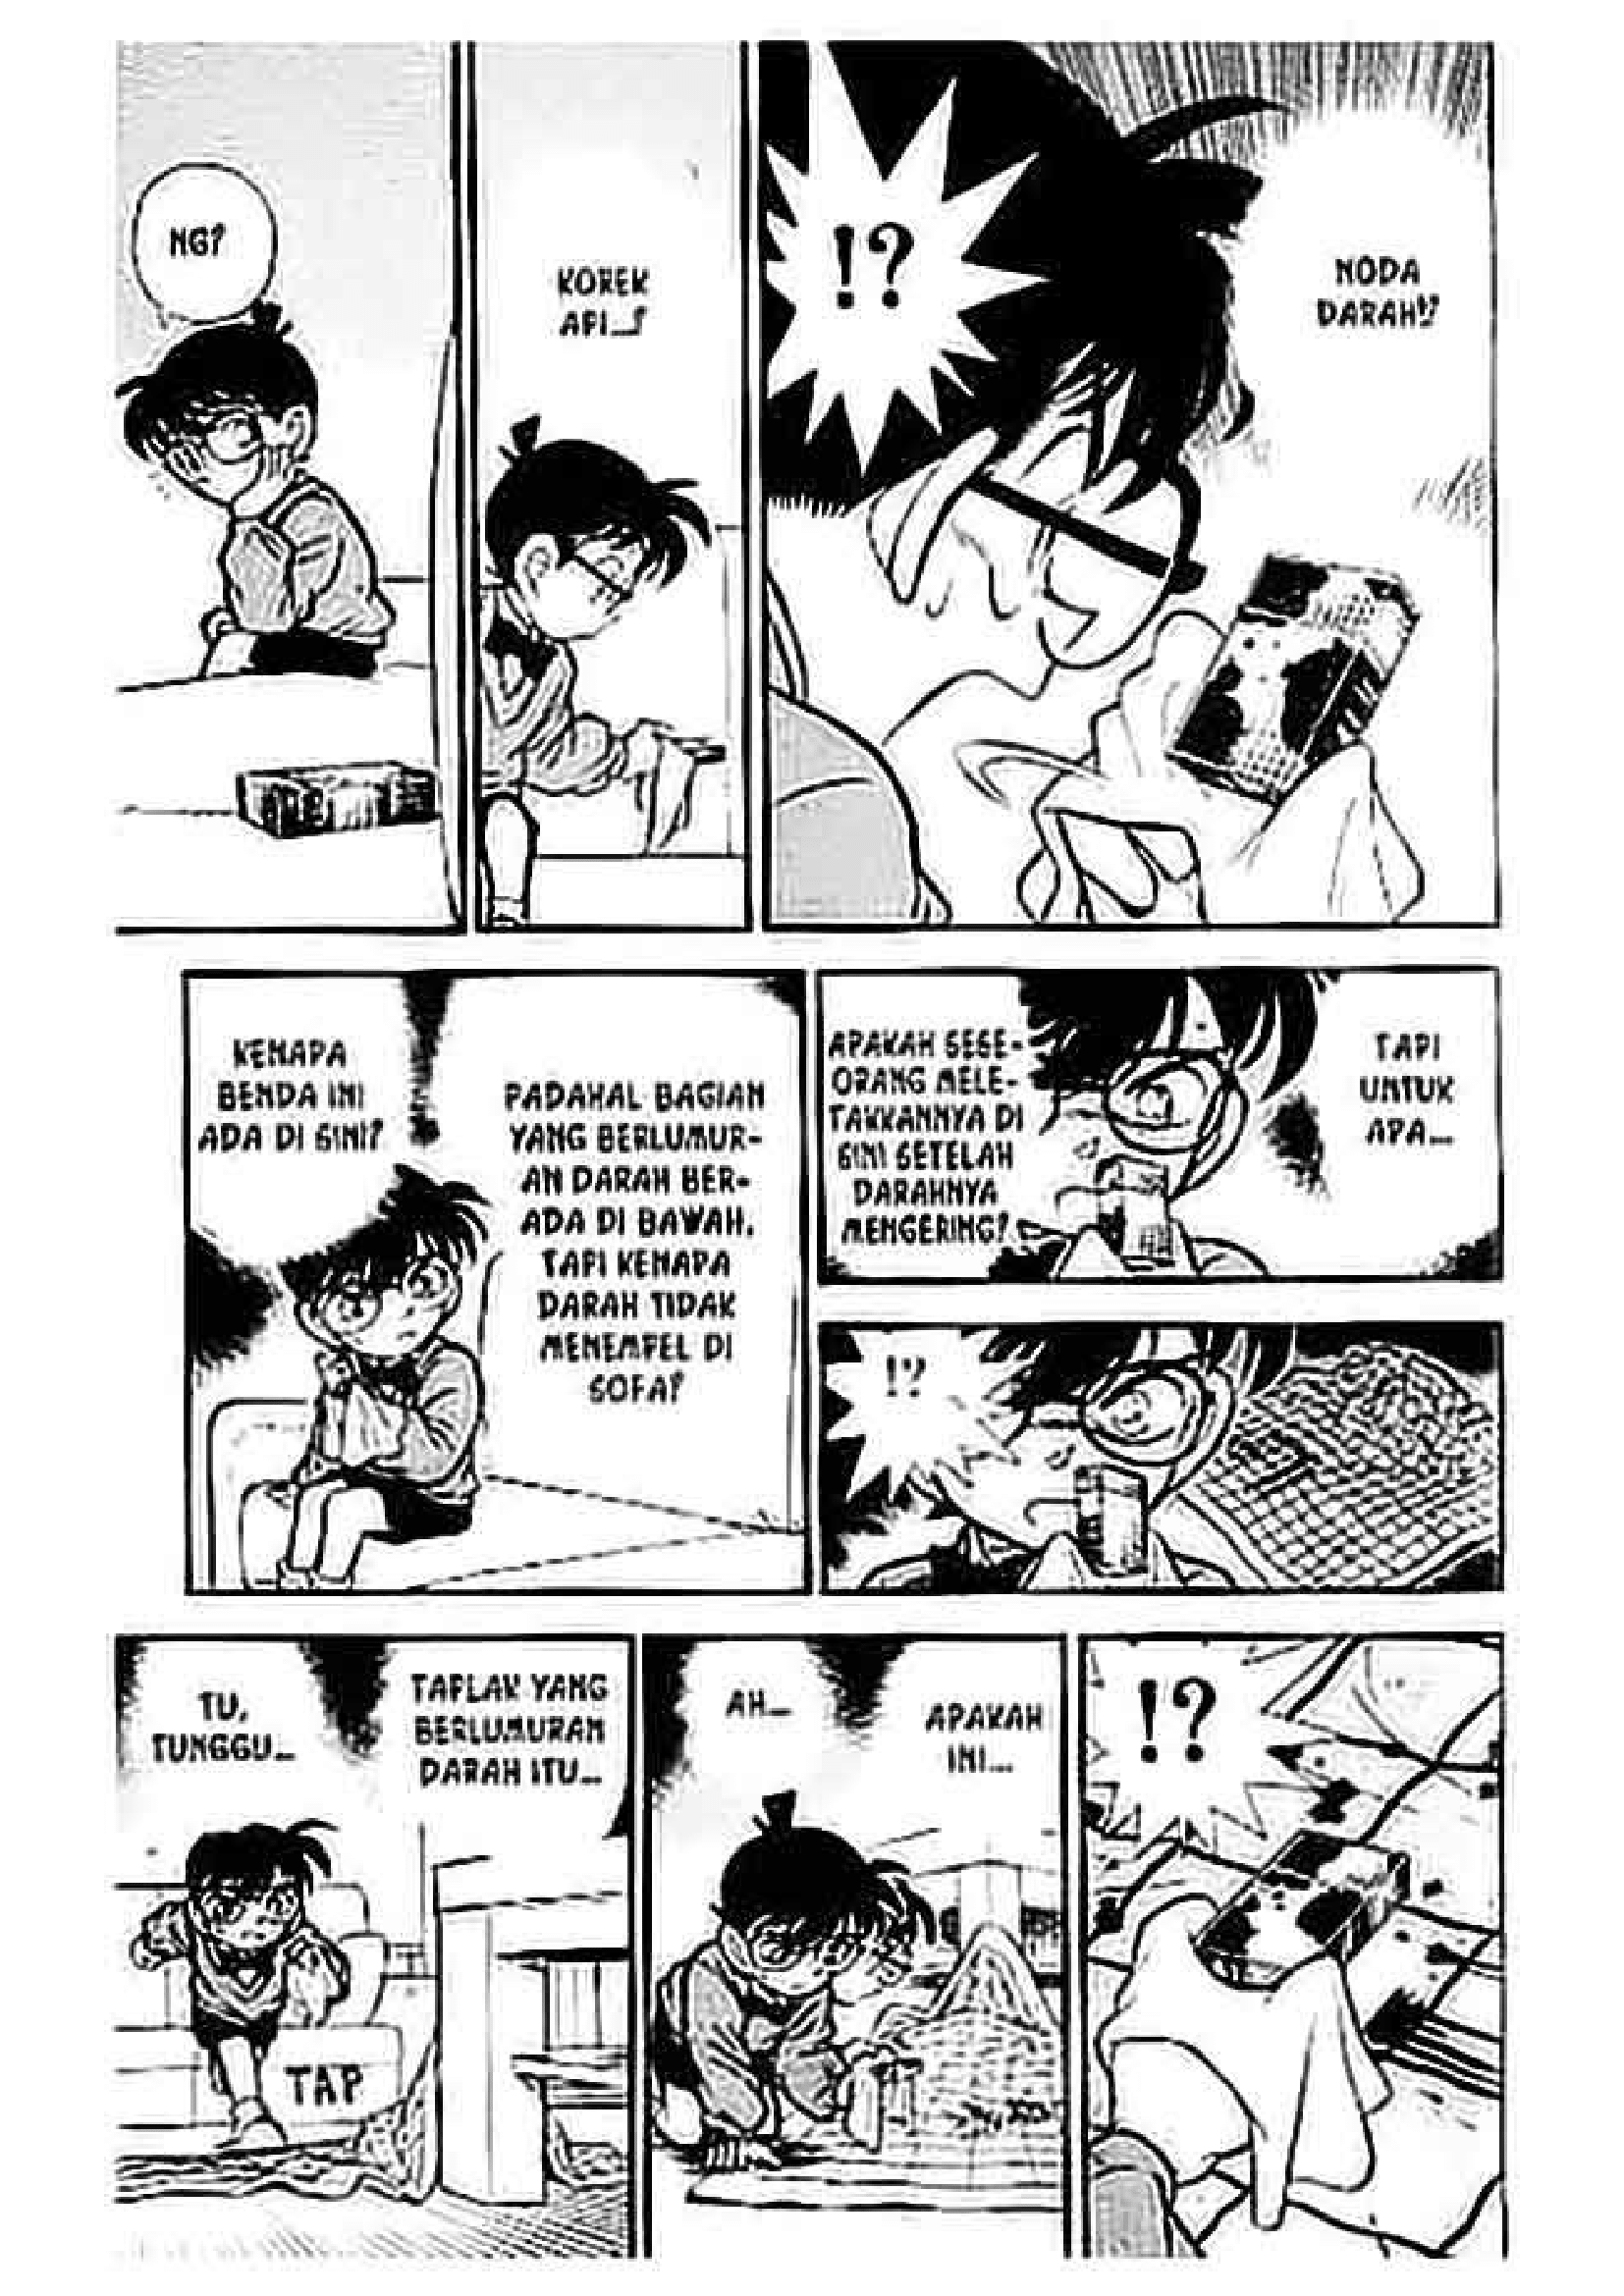 NG?
KOREK
API...?
!?
NODA
DARAH!?
KENAPA
BENDA INI
ADA DI SINI?
PADAHAL BAGIAN
YANG BERLUMUR-
AN DARAH BER-
ADA DI BAWAH,
TAPI KENAPA
DARAH TIDAK
MENEMPEL DI
SOFA?
APAKAH SESE-
ORANG MELE-
TAKKANNYA DI
SINI SETELAH
DARAHNYA
MENGERING?
TAPI
UNTUK
APA...
!?
TU,
TUNGGU...
TAPLAK YANG
BERLUMURAN
DARAH ITU...
TAP
AH...
APAKAH
INI...
!?